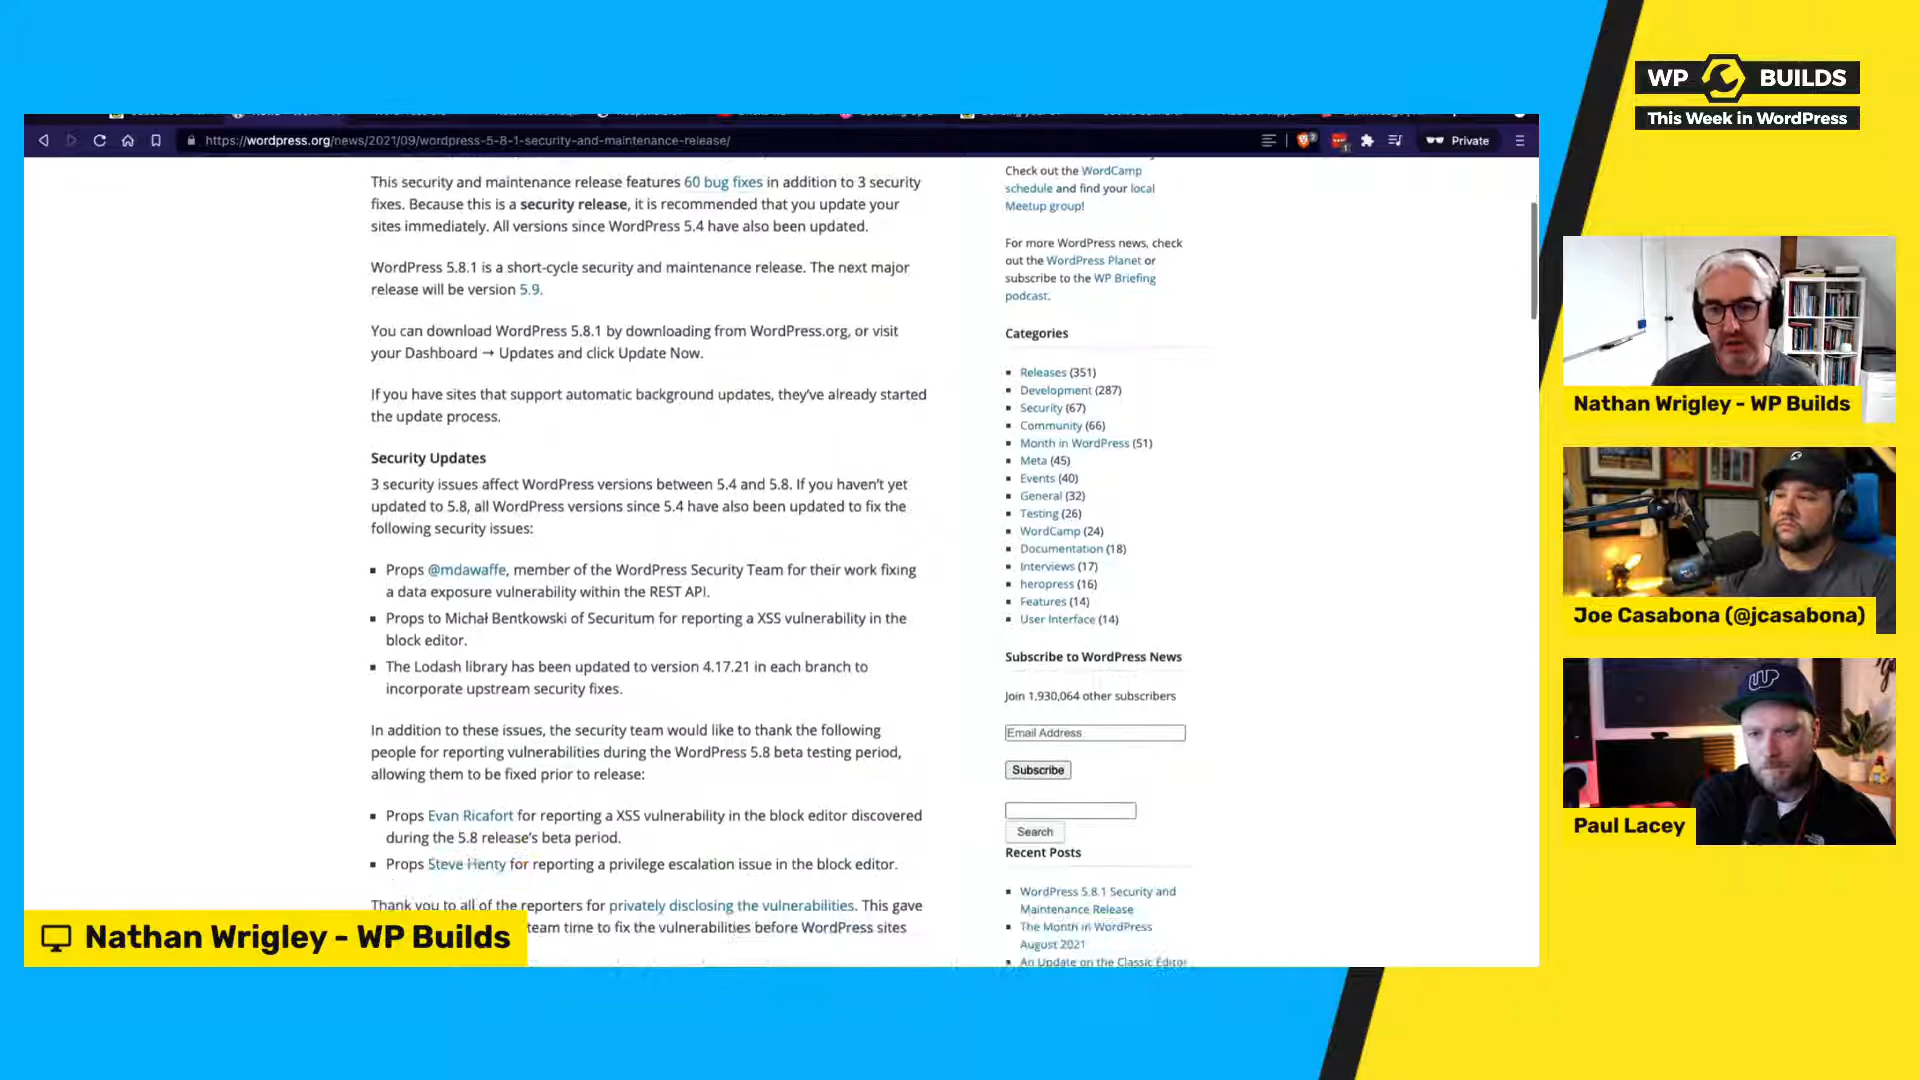 WP BUILDS
This Week in WordPress
https://wordpress.org/news/2021/09/wordpress-5-8-1-security-and-maintenance-release/
Private
This security and maintenance release features 60 bug fixes in addition to 3 security
fixes. Because this is a security release, it is recommended that you update your
sites immediately. All versions since WordPress 5.4 have also been updated.
WordPress 5.8.1 is a short-cycle security and maintenance release. The next major
release will be version 5.9.
You can download WordPress 5.8.1 by downloading from WordPress.org, or visit
your Dashboard → Updates and click Update Now.
If you have sites that support automatic background updates, they've already started
the update process.
Security Updates
3 security issues affect WordPress versions between 5.4 and 5.8. If you haven't yet
updated to 5.8, all WordPress versions since 5.4 have also been updated to fix the
following security issues:
Props @mdawaffe, member of the WordPress Security Team for their work fixing
a data exposure vulnerability within the REST API.
Props to Michał Bentkowski of Securitum for reporting a XSS vulnerability in the
block editor.
The Lodash library has been updated to version 4.17.21 in each branch to
incorporate upstream security fixes.
In addition to these issues, the security team would like to thank the following
people for reporting vulnerabilities during the WordPress 5.8 beta testing period,
allowing them to be fixed prior to release:
Props Evan Ricafort for reporting a XSS vulnerability in the block editor discovered
during the 5.8 release's beta period.
Props Steve Henty for reporting a privilege escalation issue in the block editor.
Thank you to all of the reporters for privately disclosing the vulnerabilities. This gave
team time to fix the vulnerabilities before WordPress sites
Check out the WordCamp
schedule and find your local
Meetup group!
For more WordPress news, check
out the WordPress Planet or
subscribe to the WP Briefing
podcast.
Categories
Releases (351)
Development (287)
Security (67)
Community (66)
Month in WordPress (51)
Meta (45)
Events (40)
General (32)
Testing (26)
WordCamp (24)
Documentation (18)
Interviews (17)
heropress (16)
Features (14)
User Interface (14)
Subscribe to WordPress News
Join 1,930,064 other subscribers
Email Address
Subscribe
Search
Recent Posts
WordPress 5.8.1 Security and
Maintenance Release
The Month in WordPress
August 2021
An Update on the Classic Editor
Nathan Wrigley - WP Builds
Joe Casabona (@jcasabona)
Paul Lacey
Nathan Wrigley - WP Builds